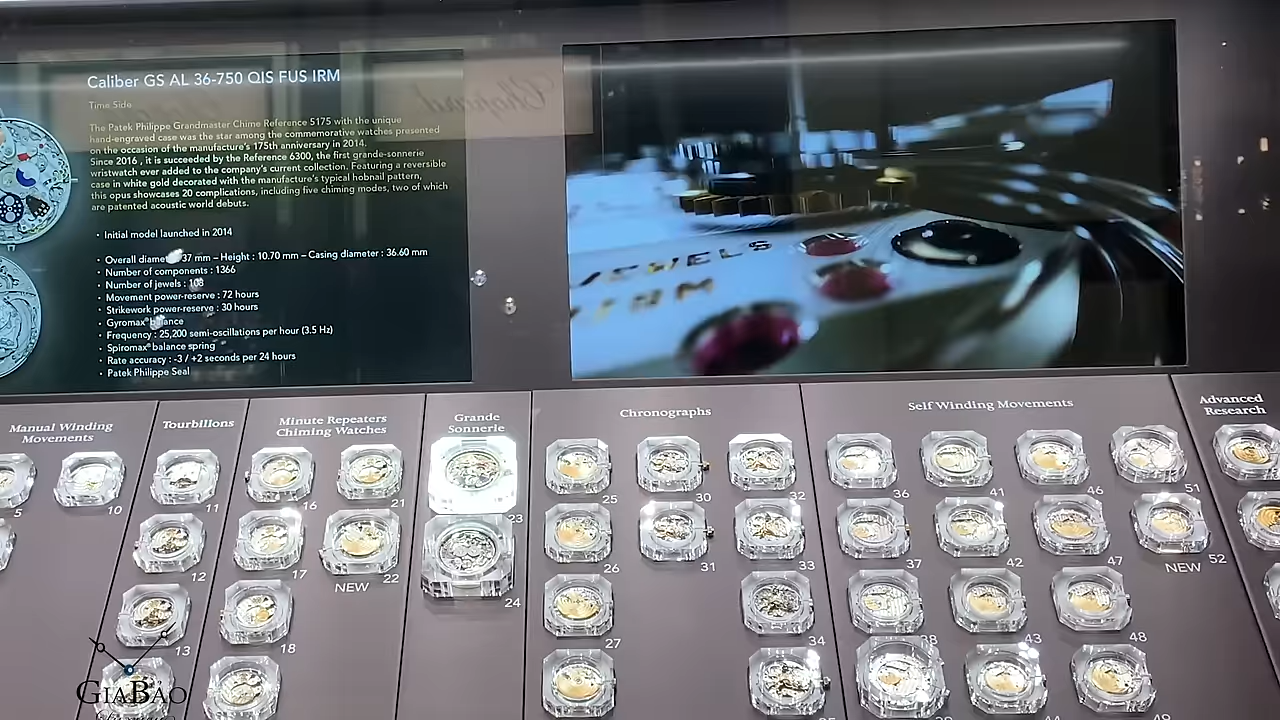 Caliber GS AL 36-750 QIS FUS IRM
Time Side
The Patek Philippe Grandmaster Chime Reference 5175 with the unique
hand-engraved case was the star among the commemorative watches presented
on the occasion of the manufacture's 175th anniversary in 2014.
Since 2016 , it is succeeded by the Reference 6300, the first grande-sonnerie
wristwatch ever added to the company's current collection. Featuring a reversible
case in white gold decorated with the manufacture's typical hobnail pattern,
this opus showcases 20 complications, including five chiming modes, two of which
are patented acoustic world debuts.
• Initial model launched in 2014
• Overall diameter 37 mm – Height : 10.70 mm – Casing diameter : 36.60 mm
• Number of components : 1366
• Number of jewels : 108
• Movement power-reserve : 72 hours
• Strikework power-reserve : 30 hours
• Gyromax® balance
• Frequency : 25,200 semi-oscillations per hour (3.5 Hz)
• Spiromax® balance spring
• Rate accuracy : -3 / +2 seconds per 24 hours
• Patek Philippe Seal
Chopard
JEWELS
Manual Winding
Movements
Tourbillons
Minute Repeaters
Chiming Watches
Grande
Sonnerie
Chronographs
Self Winding Movements
Advanced
Research
5 10 11 16 21 23 25 30 32 36 41 46 51
12 17 NEW 22 24 26 31 33 37 42 47 NEW 52
13 18 27 34 38 43 48
GIABẢO